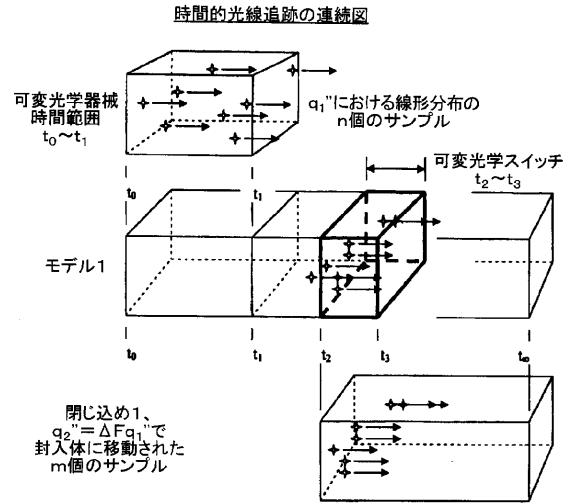 時間的光線追跡の連続図
可変光学器械
時間範囲
t₀～t₁
q₁"における線形分布の
n個のサンプル
可変光学スイッチ
t₂～t₃
t₀
t₁
モデル1
t₀
t₁
t₂
t₃
t∞
閉じ込め1、
q₂"=ΔFq₁"で
封入体に移動された
m個のサンプル